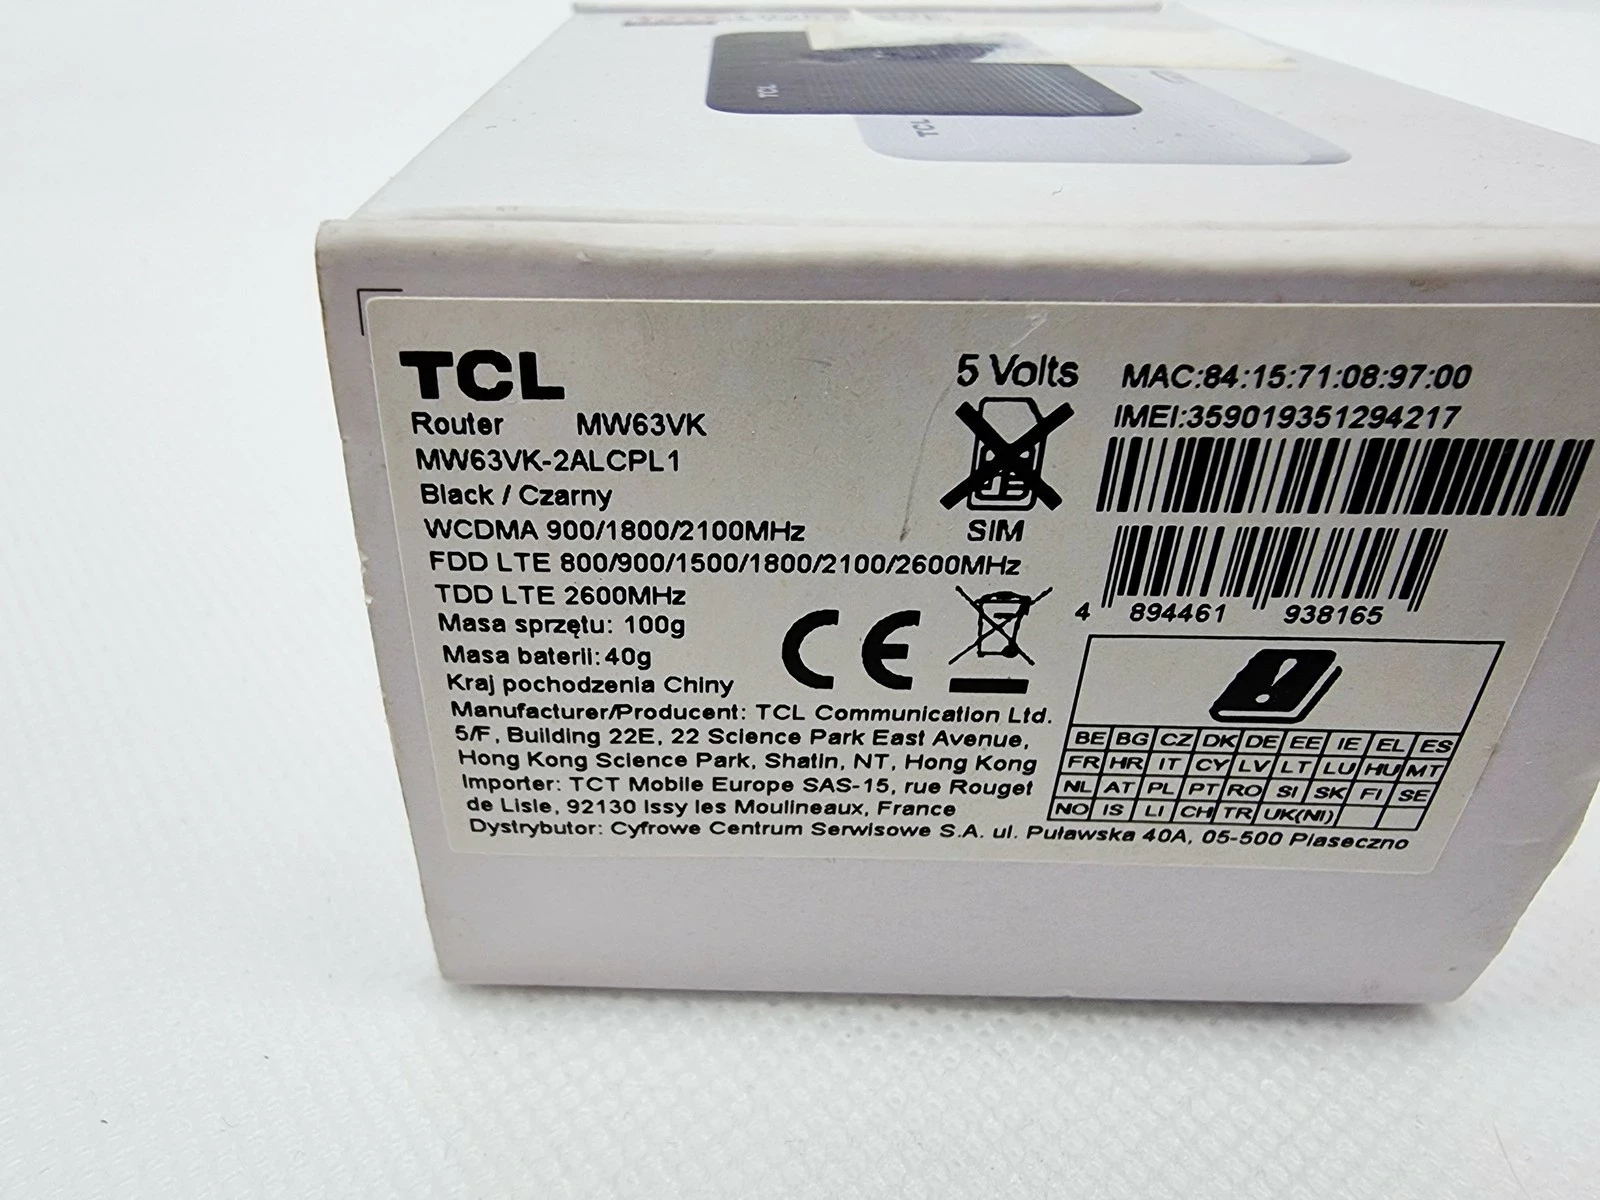 TCL
TCL
TCL
Router MW63VK
MW63VK-2ALCPL1
Black / Czarny
WCDMA 900/1800/2100MHz
FDD LTE 800/900/1500/1800/2100/2600MHz
TDD LTE 2600MHz
Masa sprzętu: 100g
Masa baterii: 40g
Kraj pochodzenia Chiny
Manufacturer/Producent: TCL Communication Ltd.
5/F, Building 22E, 22 Science Park East Avenue,
Hong Kong Science Park, Shatin, NT, Hong Kong
Importer: TCT Mobile Europe SAS-15, rue Rouget
de Lisle, 92130 Issy les Moulineaux, France
Dystrybutor: Cyfrowe Centrum Serwisowe S.A. ul. Puławska 40A, 05-500 Piaseczno
5 Volts
SIM
CE
MAC:84:15:71:08:97:00
IMEI:359019351294217
4 894461 938165
!
BE BG CZ DK DE EE IE EL ES
FR HR IT CY LV LT LU HU MT
NL AT PL PT RO SI SK FI SE
NO IS LI CH TR UK(NI)